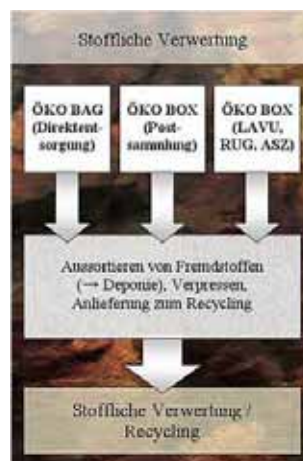 Stoffliche Verwertung
ÖKO BAG
(Direktent-
sorgung)
ÖKO BOX
(Post-
sammlung)
ÖKO BOX
(LAVU,
RUG, ASZ)
Aussortieren von Fremdstoffen
(→ Deponie), Verpressen,
Anlieferung zum Recycling
Stoffliche Verwertung /
Recycling